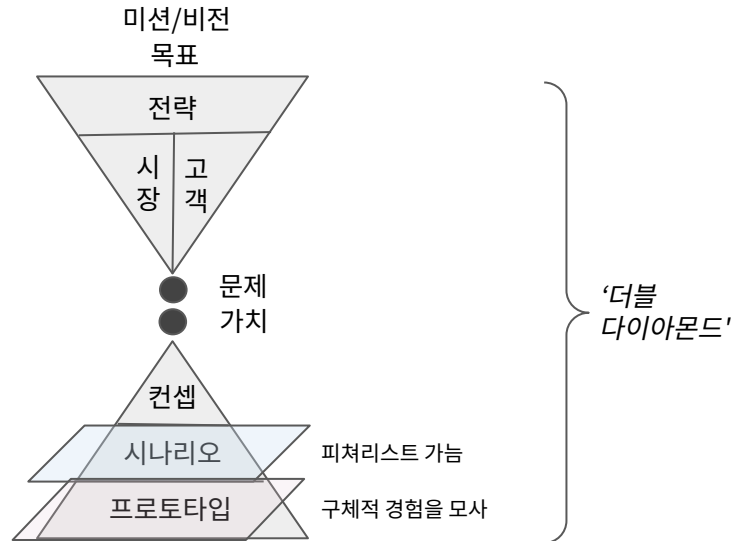 미션/비전
목표
전략
시장
고객
문제
가치
컨셉
시나리오
피쳐리스트 가늠
프로토타입
구체적 경험을 모사
‘더블
다이아몬드'